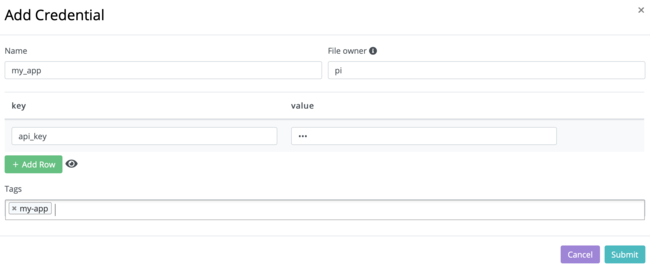 Add Credential
×
Name
File owner
my_app
pi
key
value
api_key
•••
+ Add Row
Tags
× my-app
Cancel
Submit